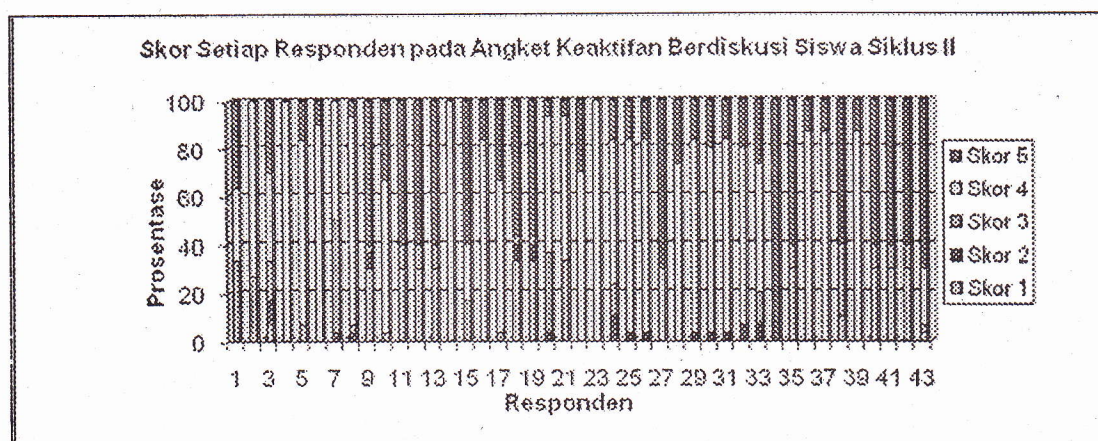 Skor Setiap Responden pada Angket Keaktifan Berdiskusi Siswa Siklus II
100
80
60
40
20
0
Prosentase
1 3 5 7 9 11 13 15 17 19 21 23 25 27 29 31 33 35 37 39 41 43
Responden
Skor 5
Skor 4
Skor 3
Skor 2
Skor 1